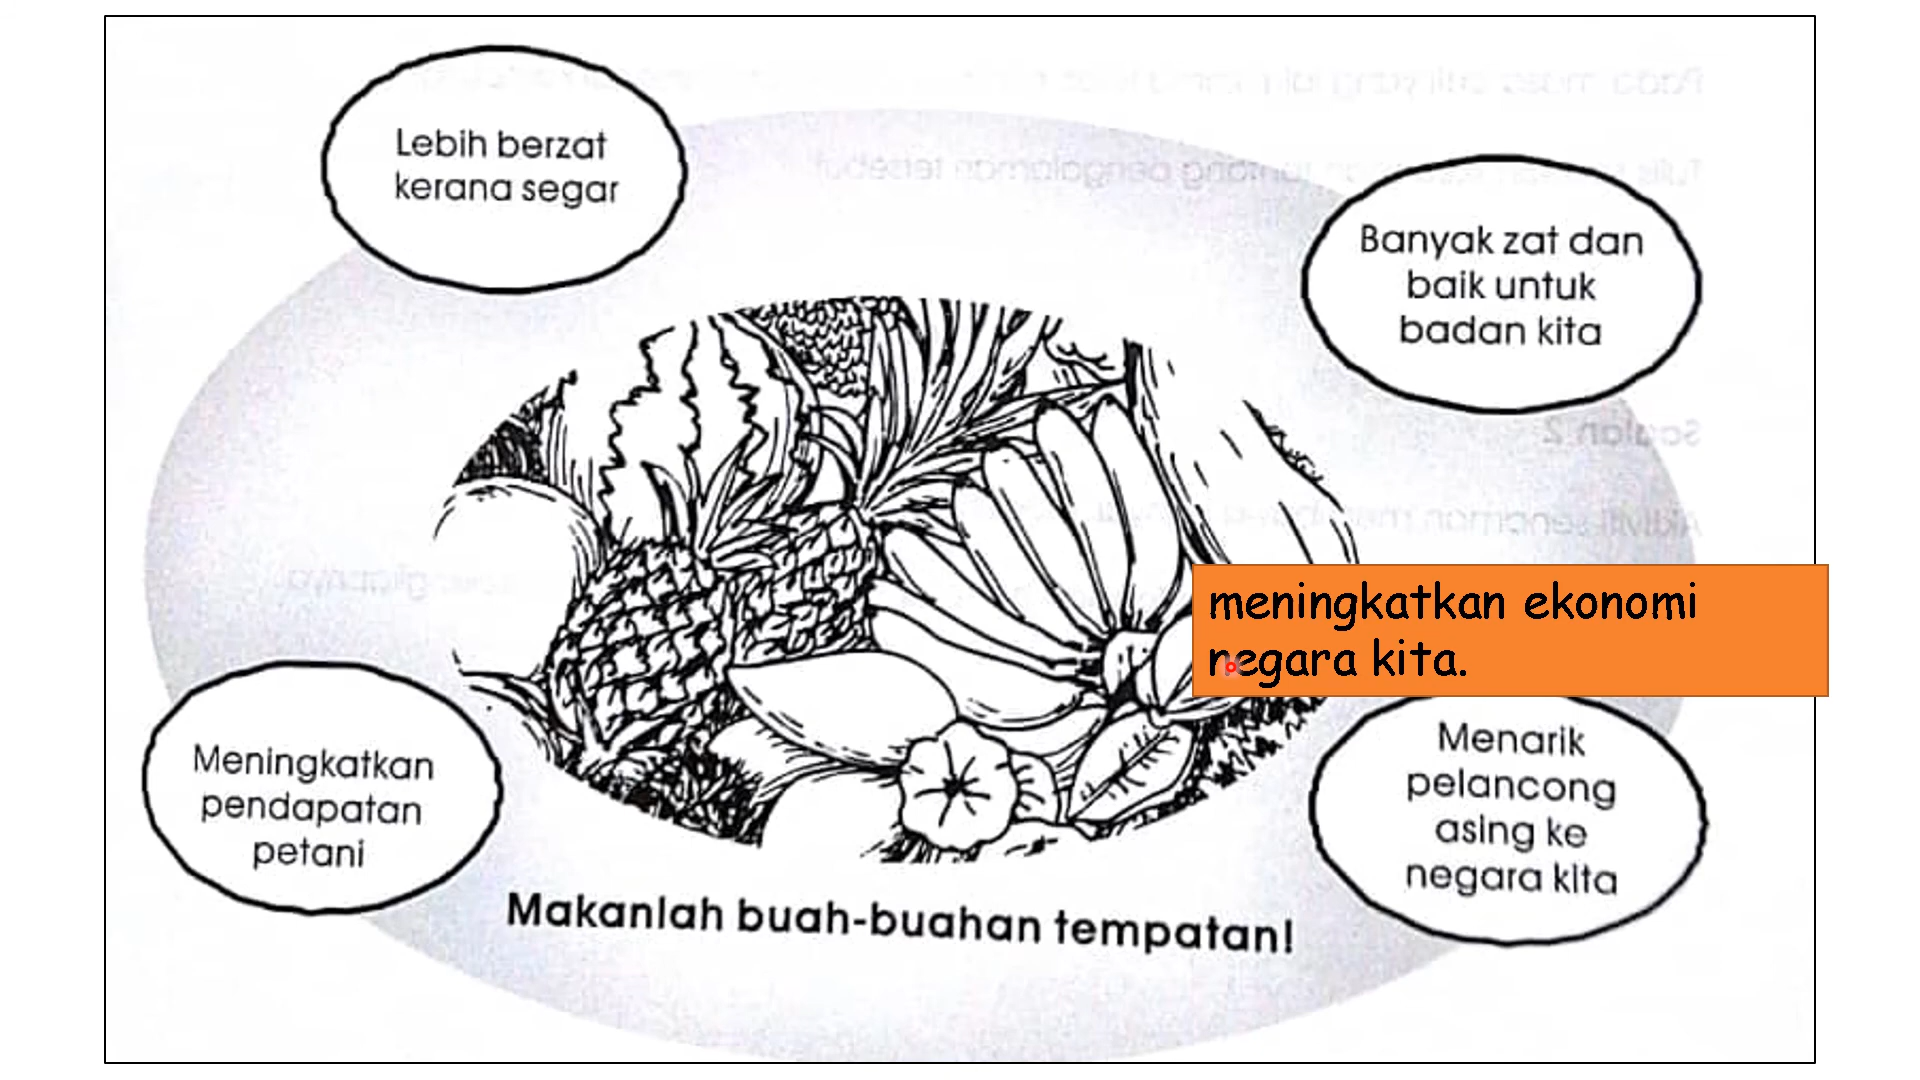 Lebih berzat
kerana segar
Banyak zat dan
baik untuk
badan kita
meningkatkan ekonomi
negara kita.
Meningkatkan
pendapatan
petani
Menarik
pelancong
asing ke
negara kita
Makanlah buah-buahan tempatan!